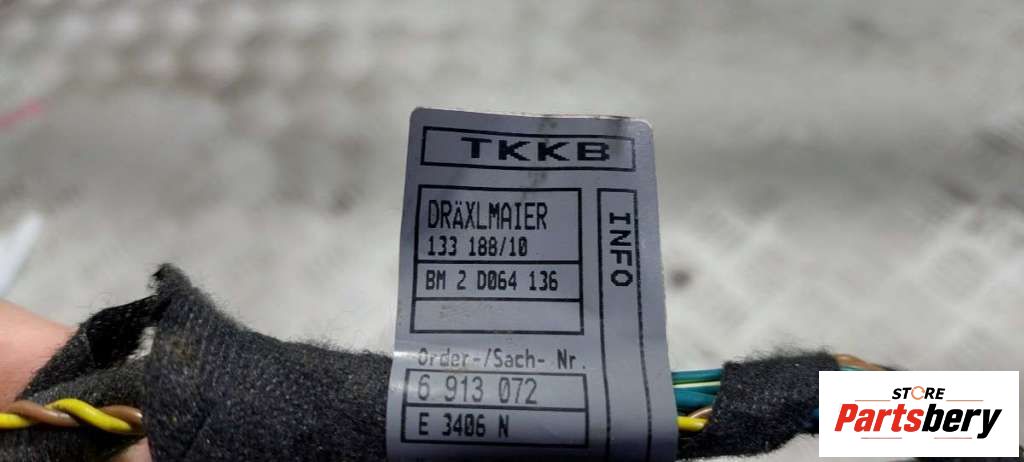 TKKB
DRÄXLMAIER
133 188/10
BM 2 D064 136
INFO
Order-/Sach- Nr.
6 913 072
E 3406 N
STORE
Partsbery